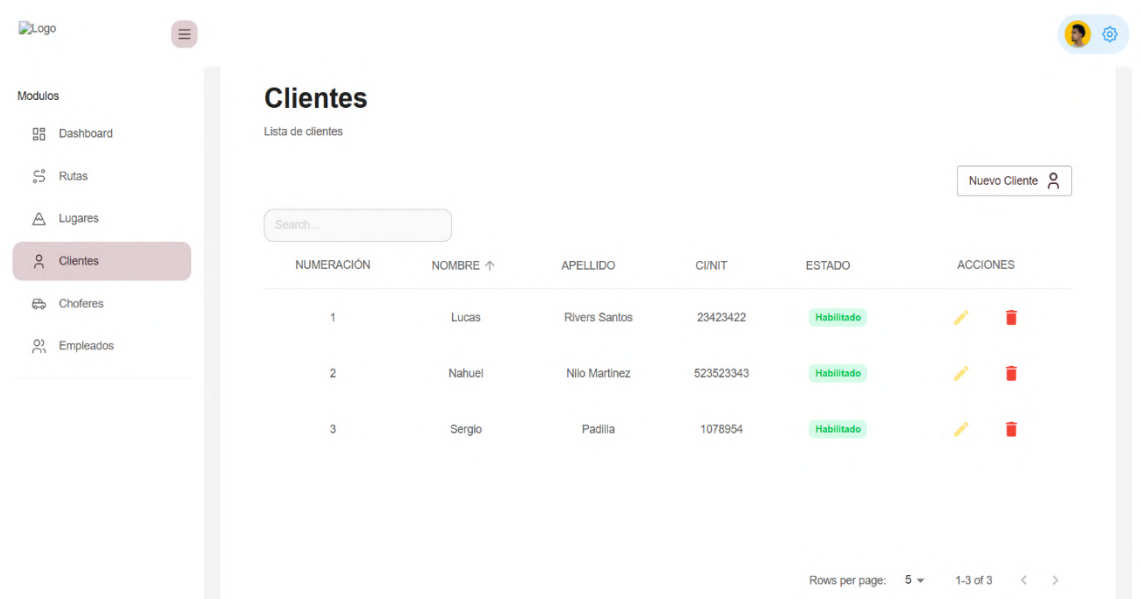 Logo
Modulos
Dashboard
Rutas
Lugares
Clientes
Choferes
Empleados
Clientes
Lista de clientes
Nuevo Cliente
Search...
NUMERACIÓN NOMBRE APELLIDO CI/NIT ESTADO ACCIONES
1 Lucas Rivers Santos 23423422 Habilitado
2 Nahuel Nilo Martinez 523523343 Habilitado
3 Sergio Padilla 1078954 Habilitado
Rows per page: 5 1-3 of 3